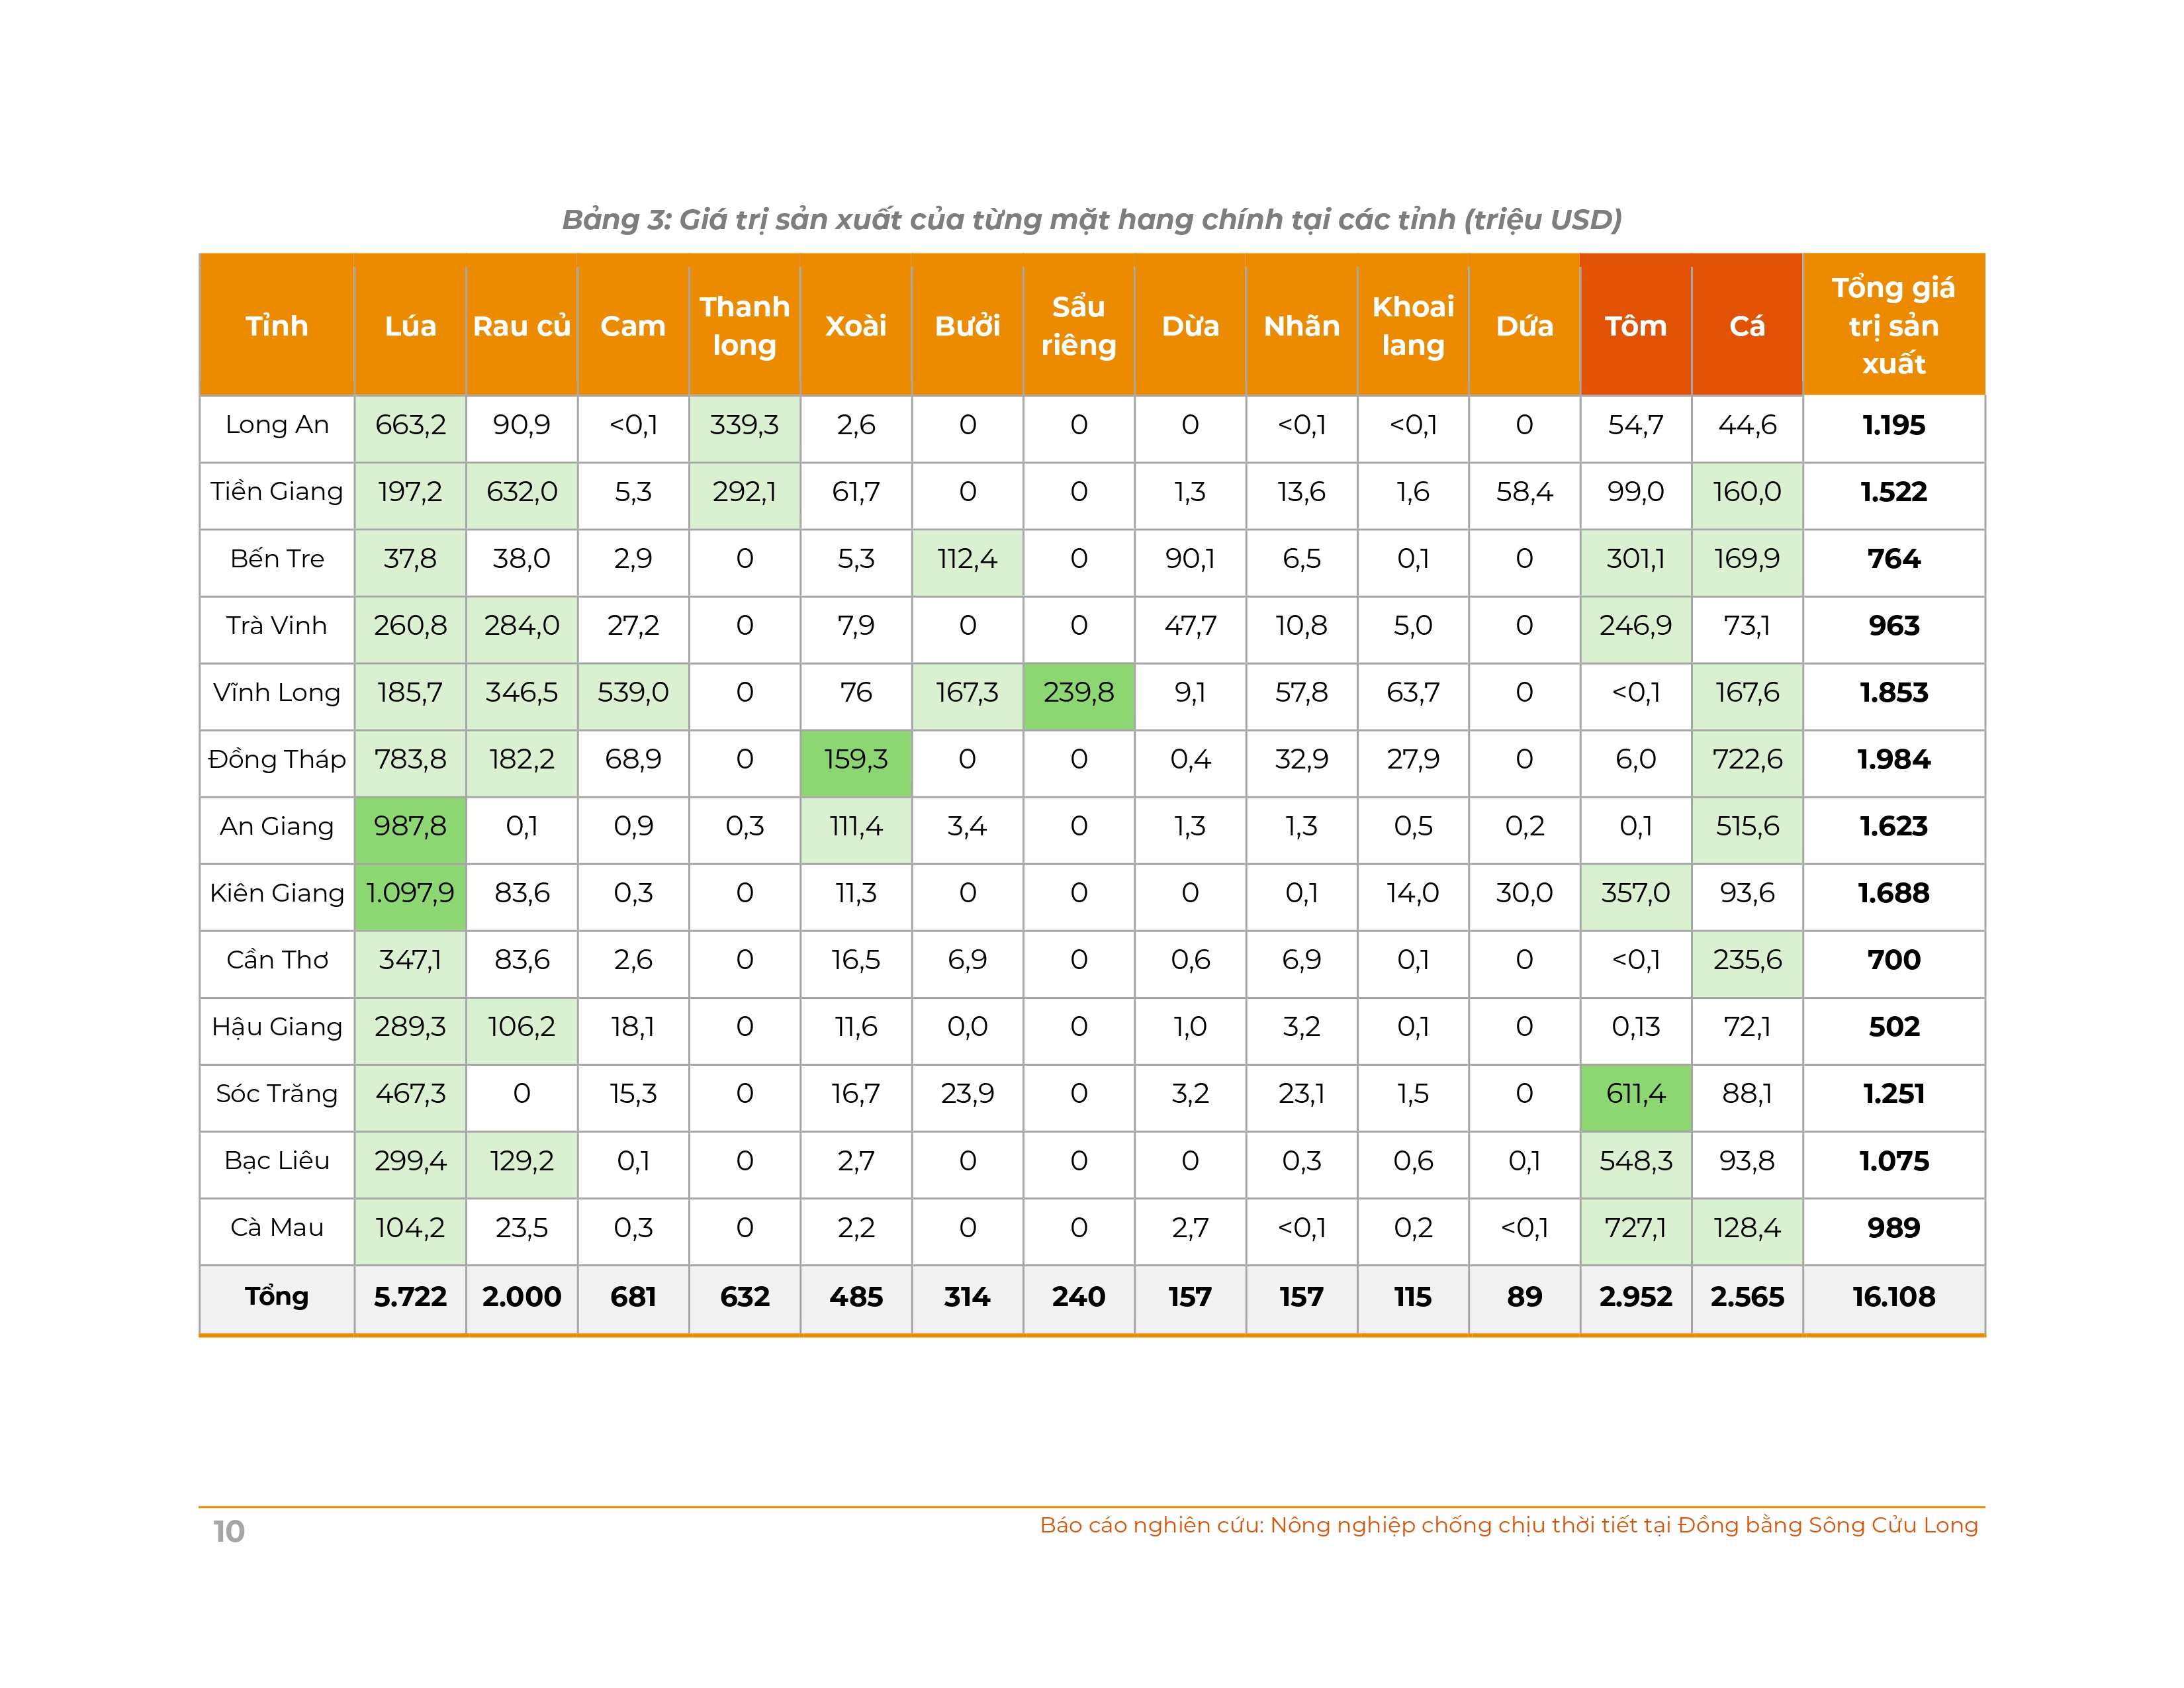 Bảng 3: Giá trị sản xuất của từng mặt hang chính tại các tỉnh (triệu USD)
Tỉnh Lúa Rau củ Cam Thanh long Xoài Bưởi Sẩu riêng Dừa Nhãn Khoai lang Dứa Tôm Cá Tổng giá trị sản xuất
Long An 663,2 90,9 <0,1 339,3 2,6 0 0 0 <0,1 <0,1 0 54,7 44,6 1.195
Tiền Giang 197,2 632,0 5,3 292,1 61,7 0 0 1,3 13,6 1,6 58,4 99,0 160,0 1.522
Bến Tre 37,8 38,0 2,9 0 5,3 112,4 0 90,1 6,5 0,1 0 301,1 169,9 764
Trà Vinh 260,8 284,0 27,2 0 7,9 0 0 47,7 10,8 5,0 0 246,9 73,1 963
Vĩnh Long 185,7 346,5 539,0 0 76 167,3 239,8 9,1 57,8 63,7 0 <0,1 167,6 1.853
Đồng Tháp 783,8 182,2 68,9 0 159,3 0 0 0,4 32,9 27,9 0 6,0 722,6 1.984
An Giang 987,8 0,1 0,9 0,3 111,4 3,4 0 1,3 1,3 0,5 0,2 0,1 515,6 1.623
Kiên Giang 1.097,9 83,6 0,3 0 11,3 0 0 0 0,1 14,0 30,0 357,0 93,6 1.688
Cần Thơ 347,1 83,6 2,6 0 16,5 6,9 0 0,6 6,9 0,1 0 <0,1 235,6 700
Hậu Giang 289,3 106,2 18,1 0 11,6 0,0 0 1,0 3,2 0,1 0 0,13 72,1 502
Sóc Trăng 467,3 0 15,3 0 16,7 23,9 0 3,2 23,1 1,5 0 611,4 88,1 1.251
Bạc Liêu 299,4 129,2 0,1 0 2,7 0 0 0 0,3 0,6 0,1 548,3 93,8 1.075
Cà Mau 104,2 23,5 0,3 0 2,2 0 0 2,7 <0,1 0,2 <0,1 727,1 128,4 989
Tổng 5.722 2.000 681 632 485 314 240 157 157 115 89 2.952 2.565 16.108
10 Báo cáo nghiên cứu: Nông nghiệp chống chịu thời tiết tại Đồng bằng Sông Cửu Long